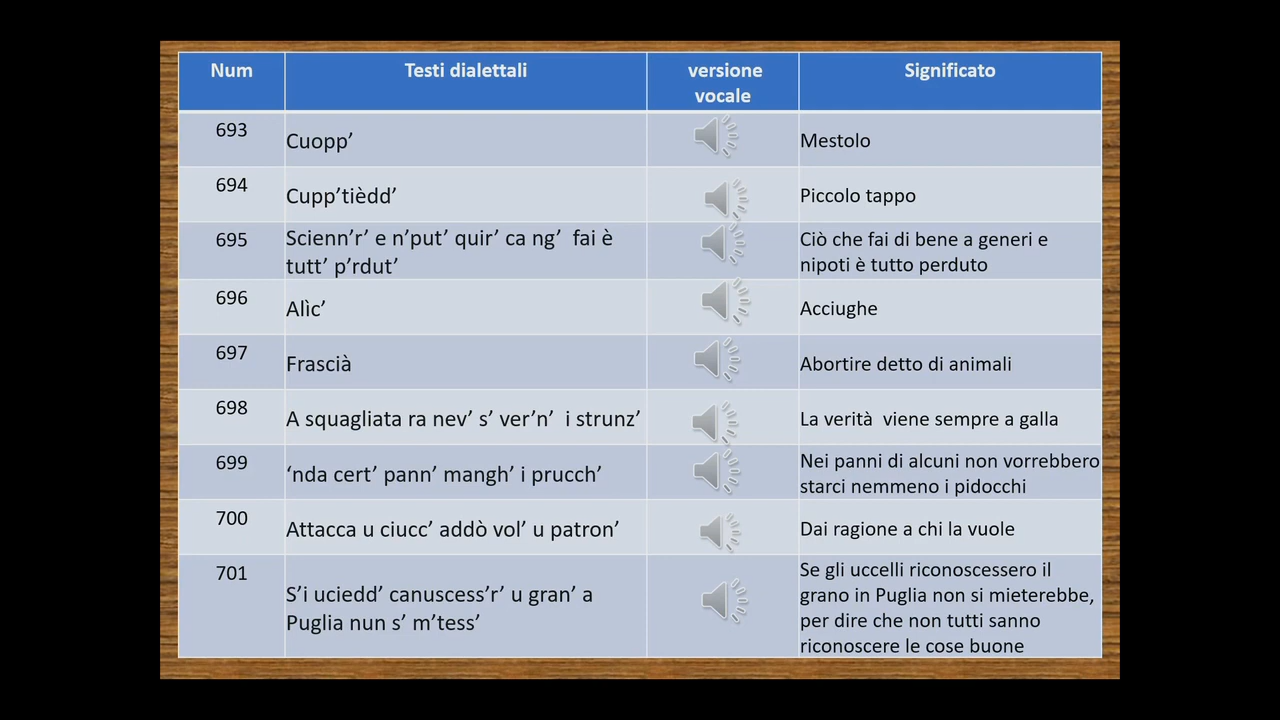 Num Testi dialettali versione vocale Significato
693 Cuopp’ Mestolo
694 Cupp’tièdd’ Piccolo tappo
695 Scienn’r’ e n’put’ quir’ ca ng’ fai è Ciò che fai di bene a generi e
tutt’ p’rdut’ nipoti è tutto perduto
696 Alìc’ Acciughe
697 Frascià Abortire detto di animali
698 A squagliata ra nev’ s’ ver’n’ i strunz’ La verità viene sempre a galla
699 ‘nda cert’ pann’ mangh’ i prucch’ Nei panni di alcuni non vorrebbero
starci nemmeno i pidocchi
700 Attacca u ciucc’ addò vol’ u patron’ Dai ragione a chi la vuole
701 S’i uciedd’ canuscess’r’ u gran’ a Se gli uccelli riconoscessero il
Puglia nun s’ m’tess’ grano in Puglia non si mieterebbe,
per dire che non tutti sanno
riconoscere le cose buone